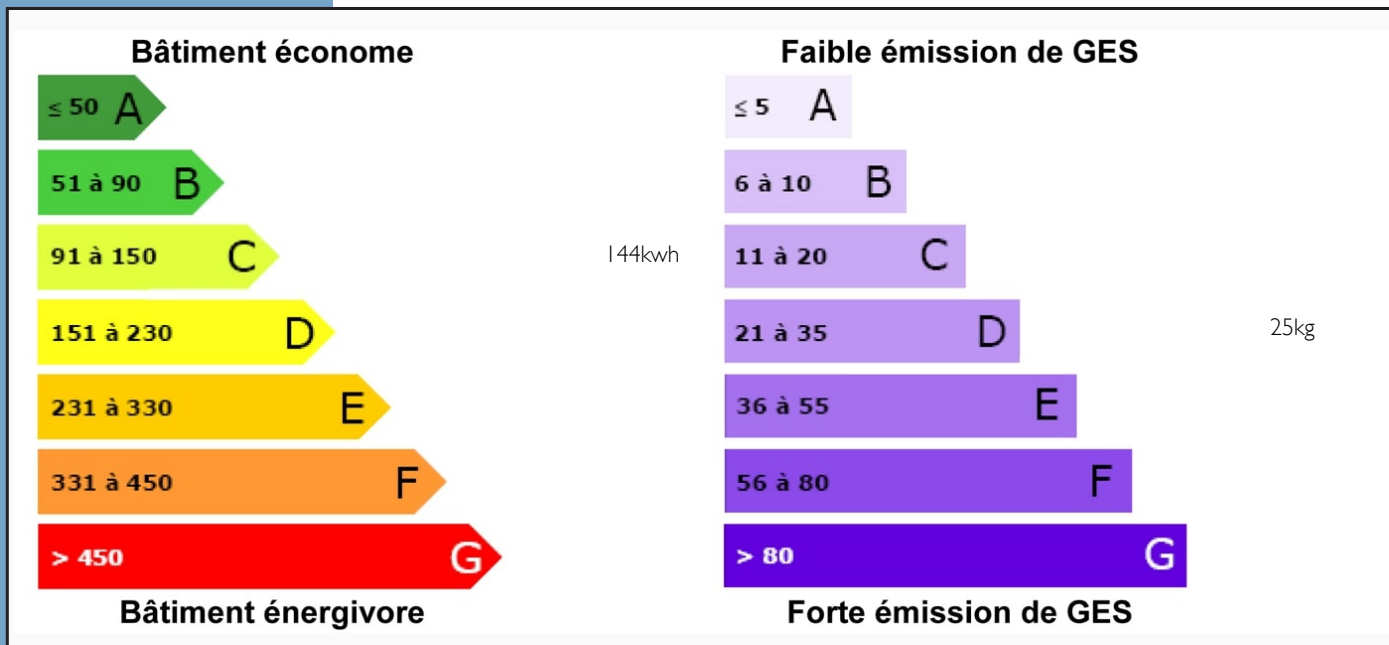 Bâtiment économe
≤ 50 A
51 à 90 B
91 à 150 C
144kwh
151 à 230 D
231 à 330 E
331 à 450 F
> 450 G
Bâtiment énergivore
Faible émission de GES
≤ 5 A
6 à 10 B
11 à 20 C
21 à 35 D
25kg
36 à 55 E
56 à 80 F
> 80 G
Forte émission de GES